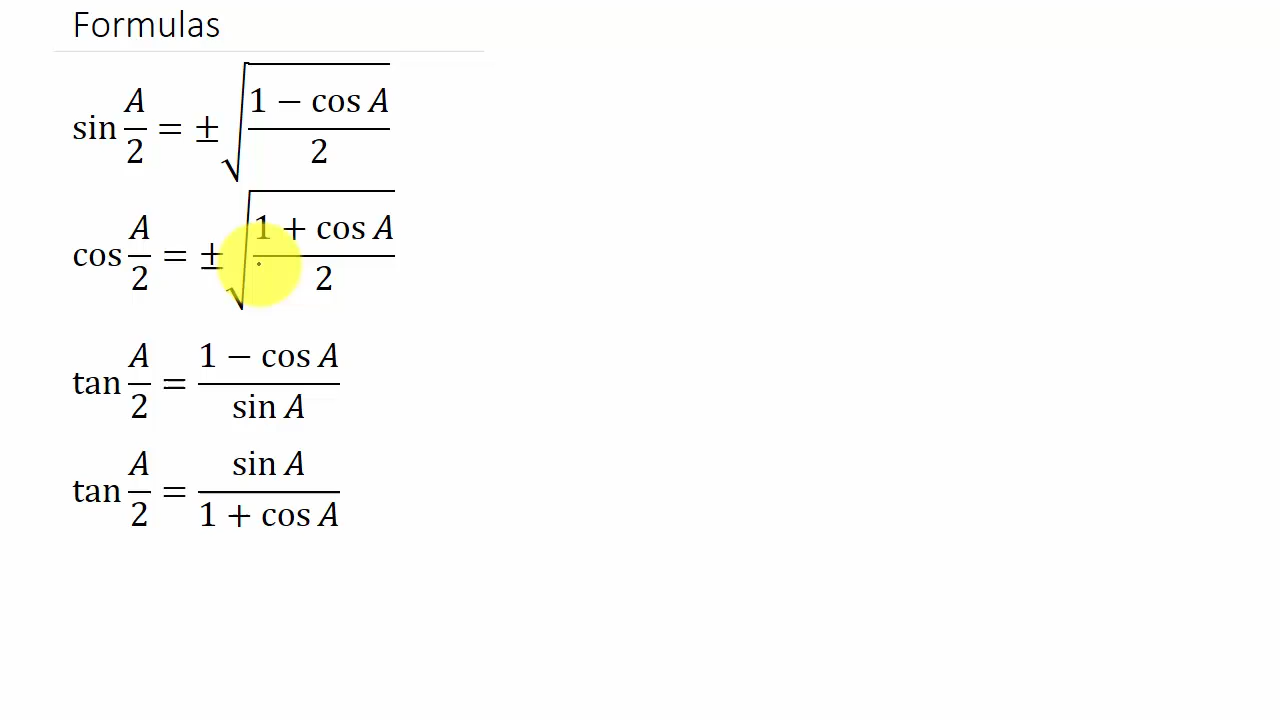 Formulas
sin A/2 = ±√((1 − cos A)/2)
cos A/2 = ±√((1 + cos A)/2)
tan A/2 = (1 − cos A)/(sin A)
tan A/2 = (sin A)/(1 + cos A)